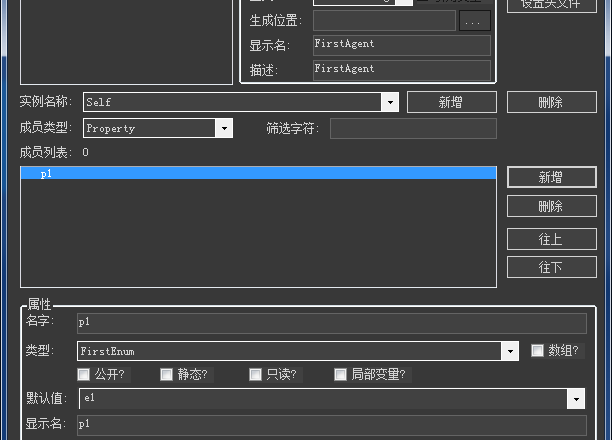 设置头文件
生成位置:
...
显示名: FirstAgent
描述: FirstAgent
实例名称: Self 新增 删除
成员类型: Property 筛选字符:
成员列表: 0
p1 新增
删除
往上
往下
属性
名字: p1
类型: FirstEnum 数组?
公开? 静态? 只读? 局部变量?
默认值: e1
显示名: p1